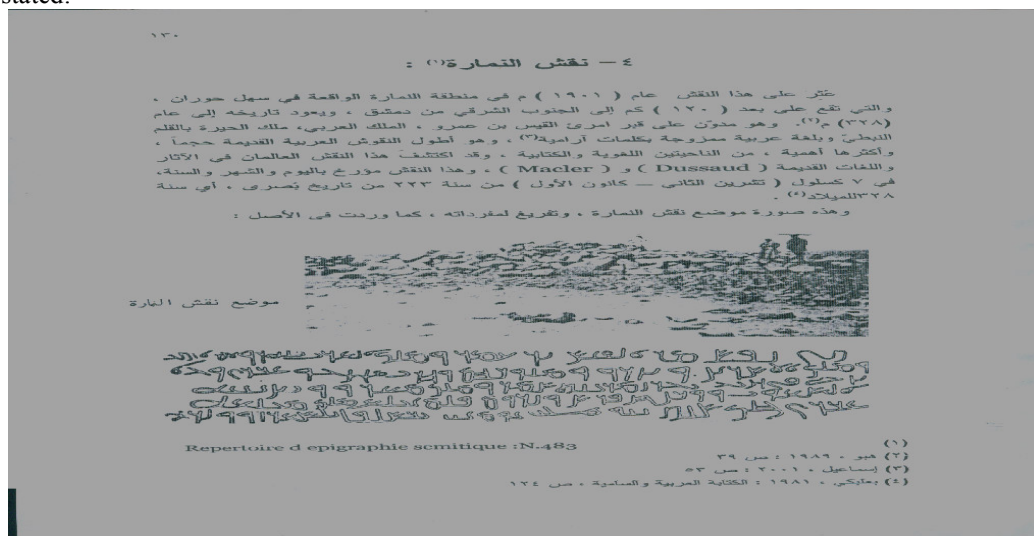 stated.
١٣٠
٤ – نقش النمارة(١) :
عثر على هذا النقش عام ( ١٩٠١ ) م في منطقة النمارة الواقعة في سهل حوران ،
والتي تقع على بعد ( ١٢٠ ) كم إلى الجنوب الشرقي من دمشق ، ويعود تاريخه إلى عام
(٣٢٨) م(٢). وهو مدوّن على قبر امرئ القيس بن عمرو ، الملك العربي، ملك الحيرة بالقلم
النبطيّ وبلغة عربية ممزوجة بكلمات آرامية(٣) ، وهو أطول النقوش العربية القديمة حجماً ،
وأكثرها أهمية ، من الناحيتين اللغوية والكتابية ، وقد اكتشف هذا النقش العالمان في الآثار
واللغات القديمة ( Dussaud ) و ( Macler ) ، وهذا النقش مؤرخ باليوم والشهر والسنة،
في ٧ كسلول ( تشرين الثاني – كانون الأول ) من سنة ٢٢٣ من تاريخ بُصرى ، أي سنة
٣٢٨للميلاد(٤) .
وهذه صورة موضع نقش النمارة ، وتفريغ لمفرداته ، كما وردت في الأصل :
موضع نقش النمارة
(١) Repertoire d epigraphie scmitique :N.483
(٢) هبو ، ١٩٨٩ : ص ٣٩
(٣) إسماعيل ، ٢٠٠١ : ص ٥٣
(٤) بعلبكي ، ١٩٨١ : الكتابة العربية والسامية ، ص ١٢٤